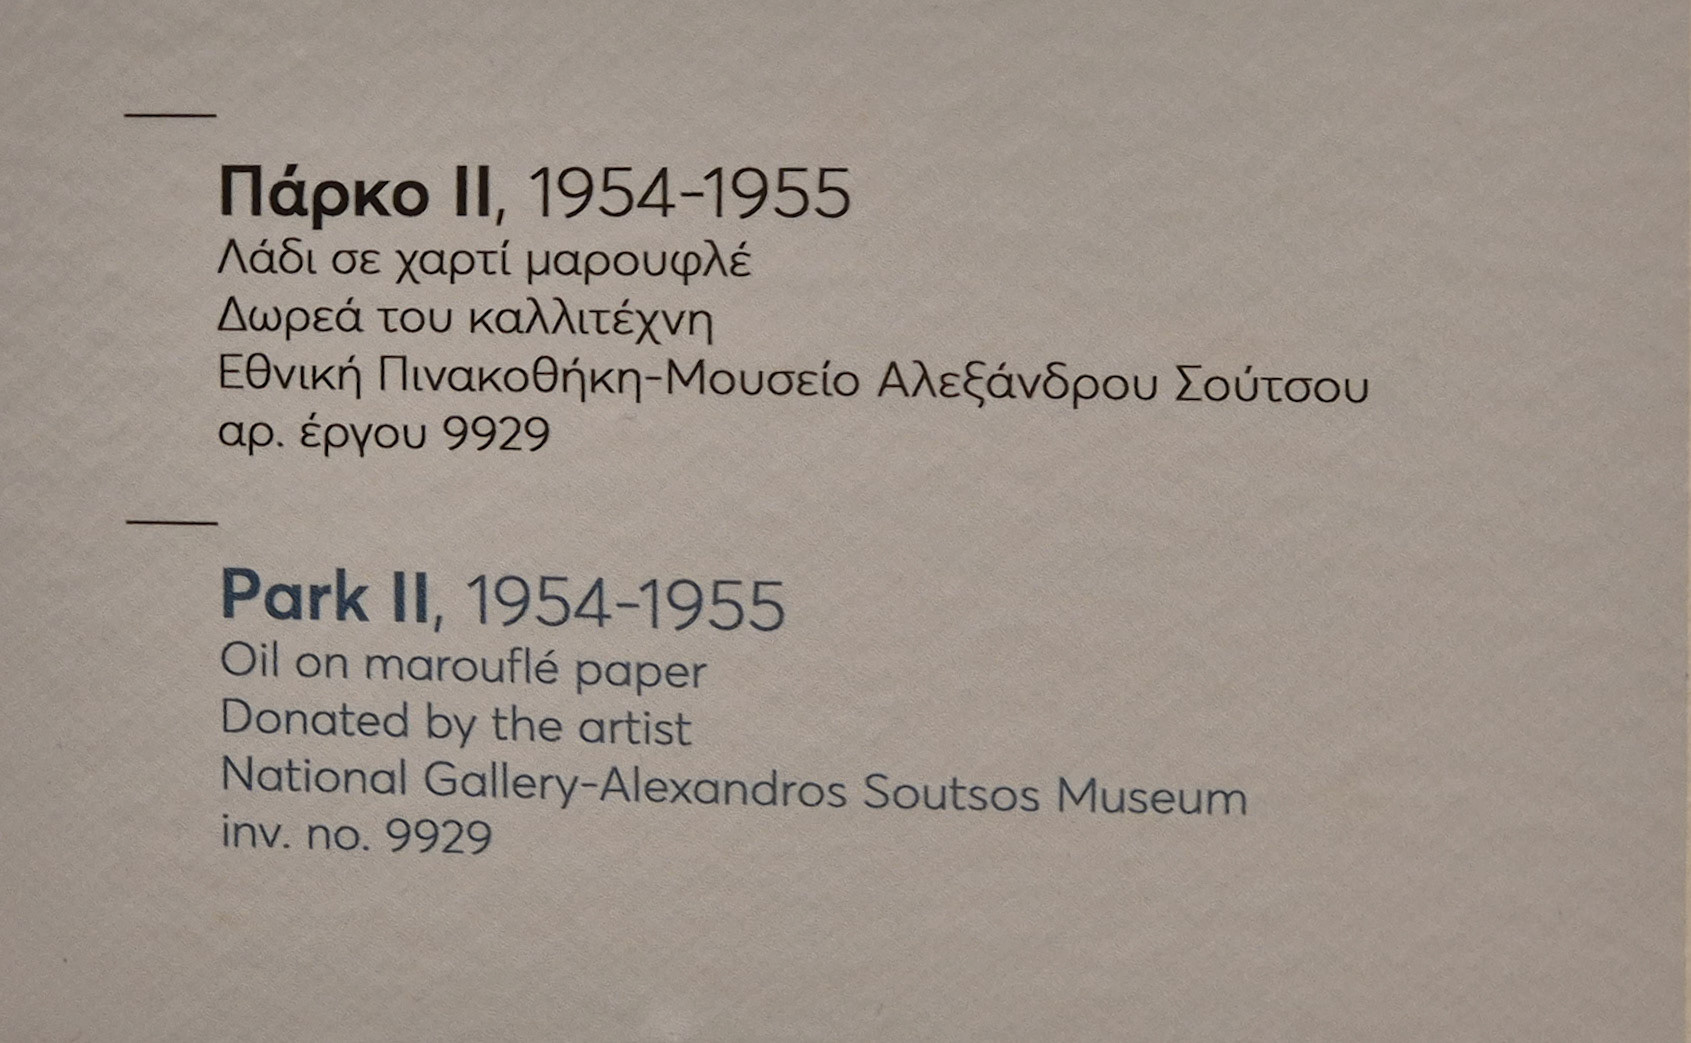 Πάρκο II, 1954-1955
Λάδι σε χαρτί μαρουφλέ
Δωρεά του καλλιτέχνη
Εθνική Πινακοθήκη-Μουσείο Αλεξάνδρου Σούτσου
αρ. έργου 9929
Park II, 1954-1955
Oil on marouflé paper
Donated by the artist
National Gallery-Alexandros Soutsos Museum
inv. no. 9929